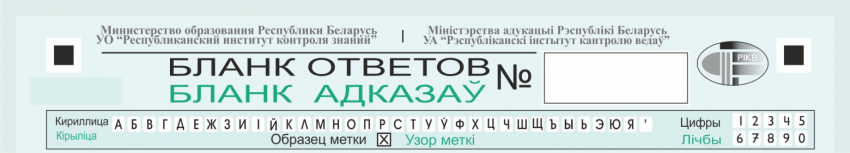 Министерство образования Республики Беларусь | Міністэрства адукацыі Рэспублікі Беларусь
УО “Республиканский институт контроля знаний” УА “Рэспубліканскі інстытут кантролю ведаў”
БЛАНК ОТВЕТОВ №
БЛАНК АДКАЗАЎ
РІКВ
Кириллица А Б В Г Д Е Ж З И І Й К Л М Н О П Р С Т У Ў Ф Х Ц Ч Ш Щ Ъ Ы Ь Э Ю Я ' Цифры 1 2 3 4 5
Кірыліца Образец метки X Узор меткі Лічбы 6 7 8 9 0